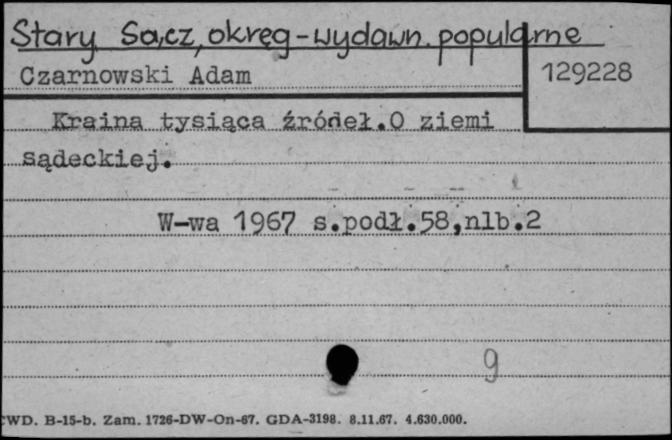 Stary Sącz, okręg - wydawn. popularne
Czarnowski Adam
129228
Kraina tysiąca źródeł.O ziemi
sądeckiej.
W-wa 1967 s.podł.58,nlb.2
9
CWD. B-15-b. Zam. 1726-DW-On-67. GDA-3198. 8.11.67. 4.630.000.